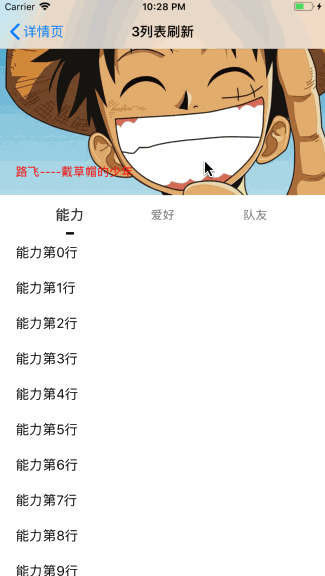 Carrier 10:28 PM
详情页 3列表刷新
路飞----戴草帽的少年
能力 爱好 队友
能力第0行
能力第1行
能力第2行
能力第3行
能力第4行
能力第5行
能力第6行
能力第7行
能力第8行
能力第9行